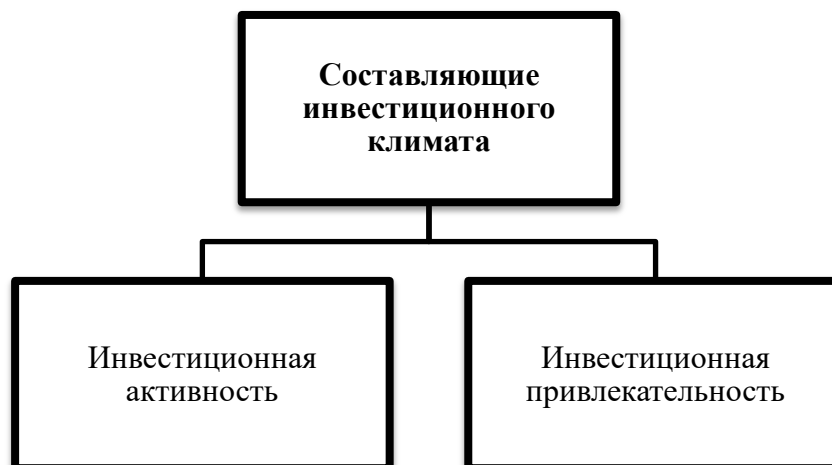 Составляющие
инвестиционного
климата
Инвестиционная
активность
Инвестиционная
привлекательность